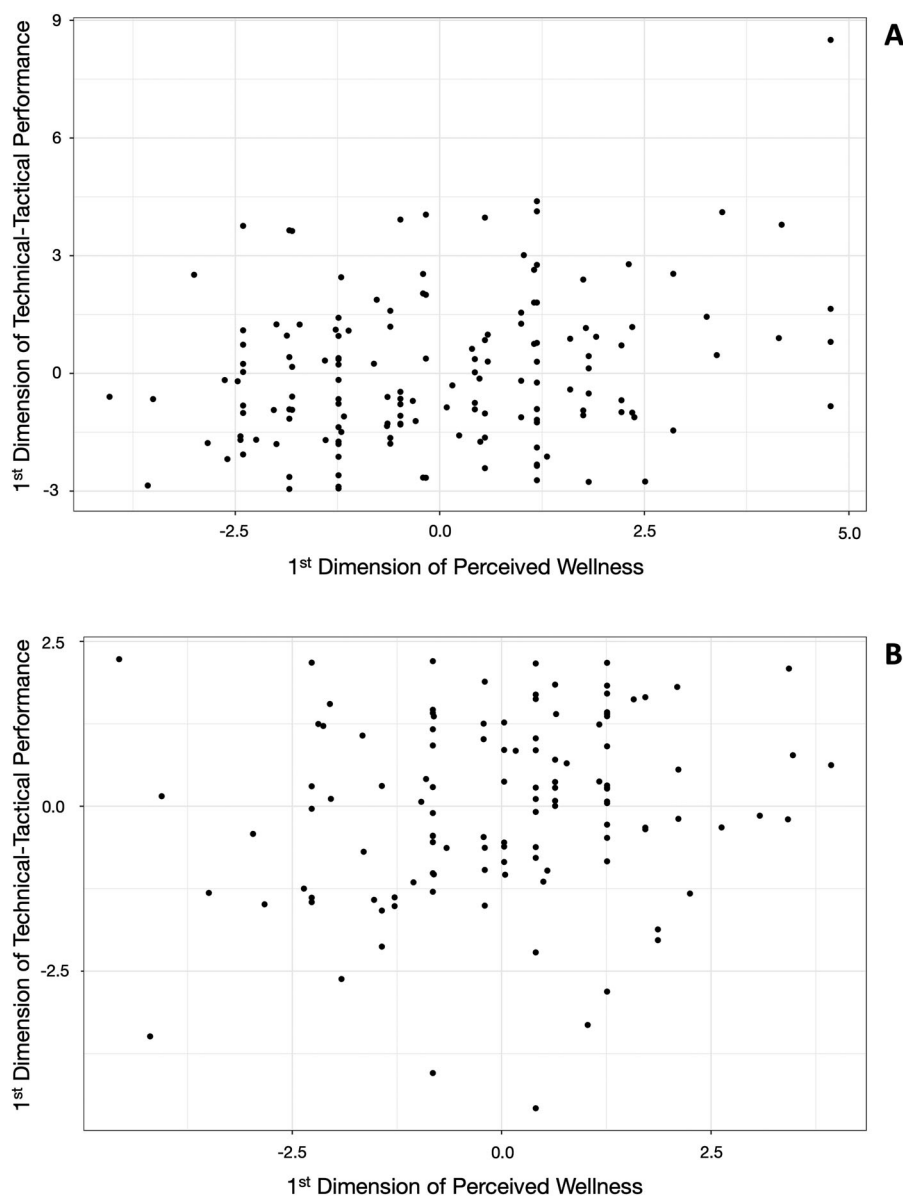 A
9
6
3
0
-3
1st Dimension of Technical-Tactical Performance
-2.5 0.0 2.5 5.0
1st Dimension of Perceived Wellness
B
2.5
0.0
-2.5
1st Dimension of Technical-Tactical Performance
-2.5 0.0 2.5
1st Dimension of Perceived Wellness